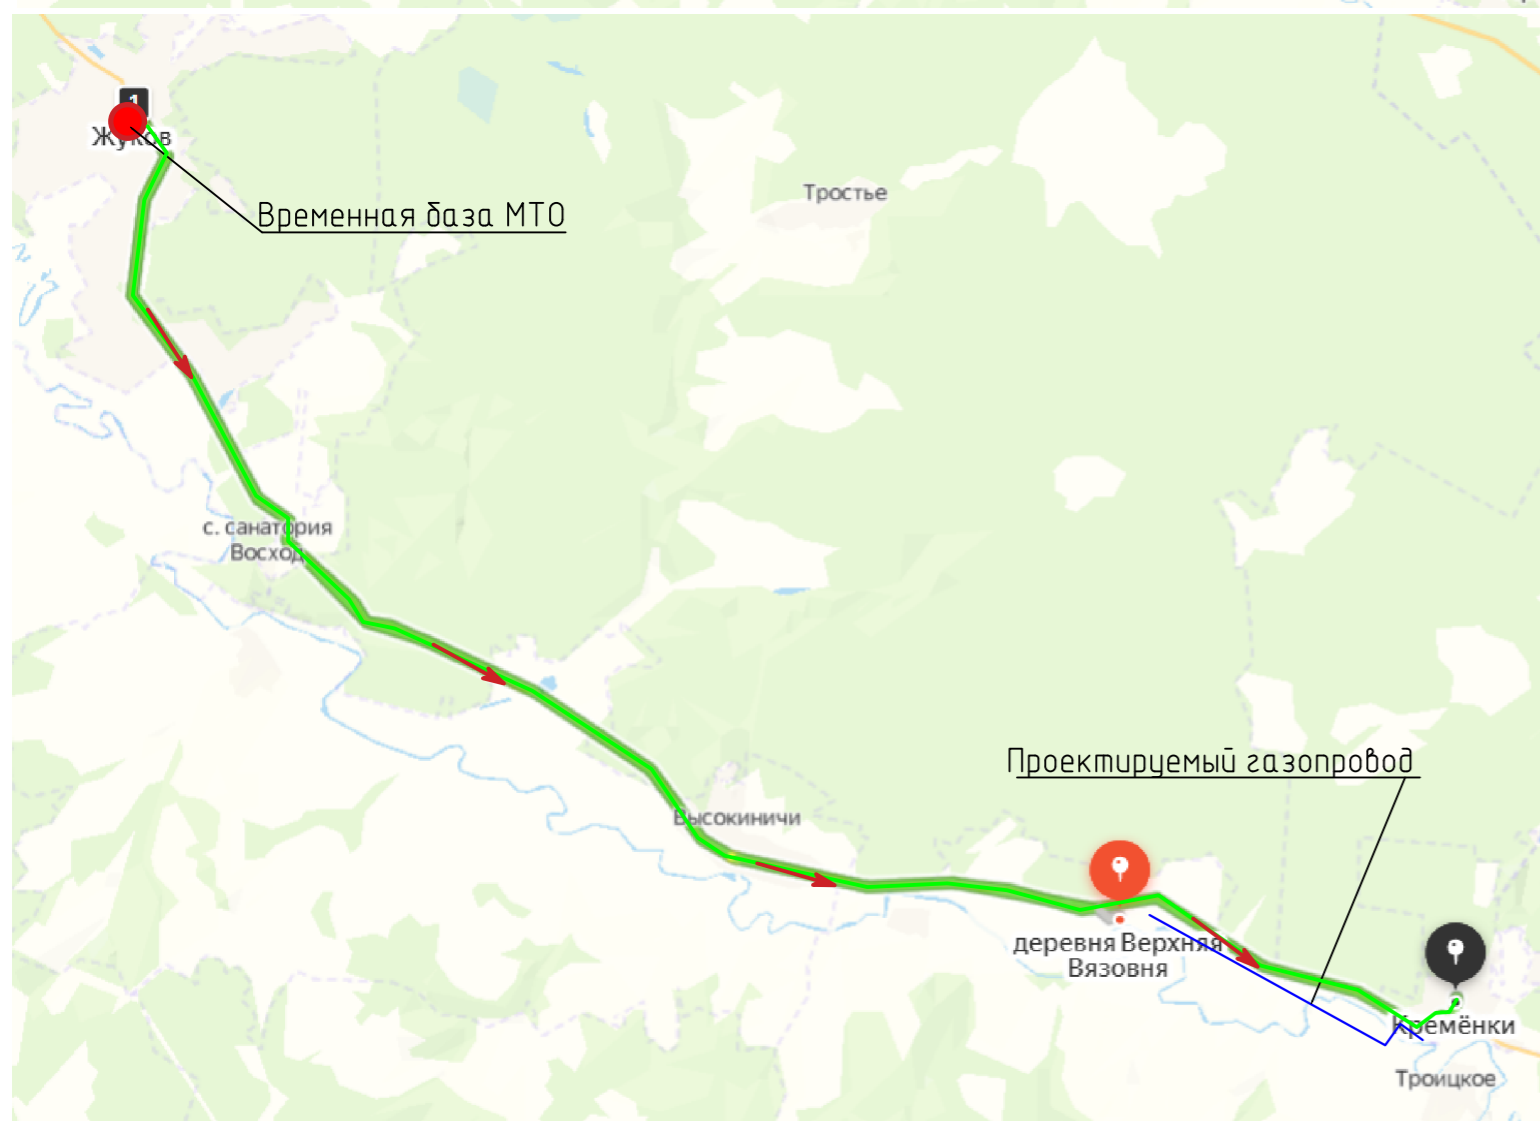 1
Жуков
Временная база МТО
Тростье
с. санатория
Восход
Проектируемый газопровод
Высокиничи
деревня Верхняя
Вязовня
Кремёнки
Троицкое